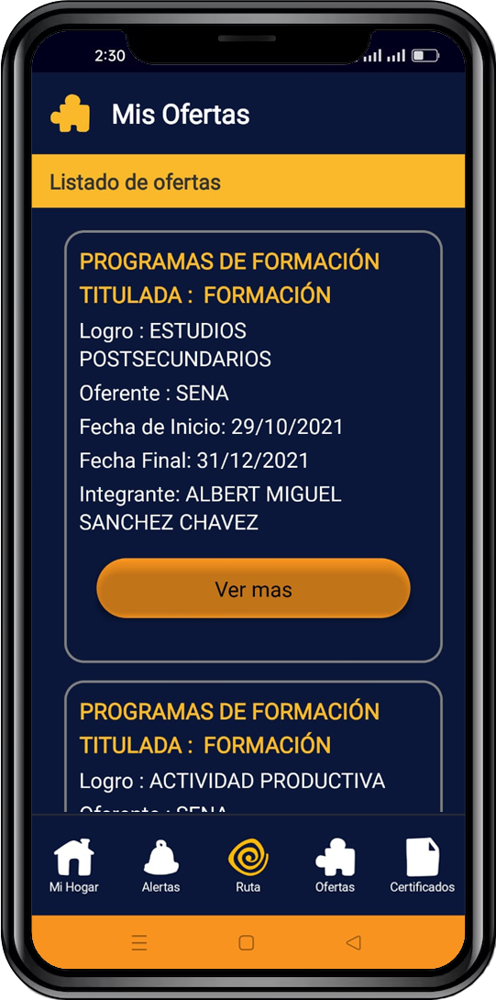 2:30
Mis Ofertas
Listado de ofertas
PROGRAMAS DE FORMACIÓN
TITULADA :  FORMACIÓN
Logro : ESTUDIOS
POSTSECUNDARIOS
Oferente : SENA
Fecha de Inicio: 29/10/2021
Fecha Final: 31/12/2021
Integrante: ALBERT MIGUEL
SANCHEZ CHAVEZ
Ver mas
PROGRAMAS DE FORMACIÓN
TITULADA :  FORMACIÓN
Logro : ACTIVIDAD PRODUCTIVA
Oferente : SENA
Mi Hogar
Alertas
Ruta
Ofertas
Certificados